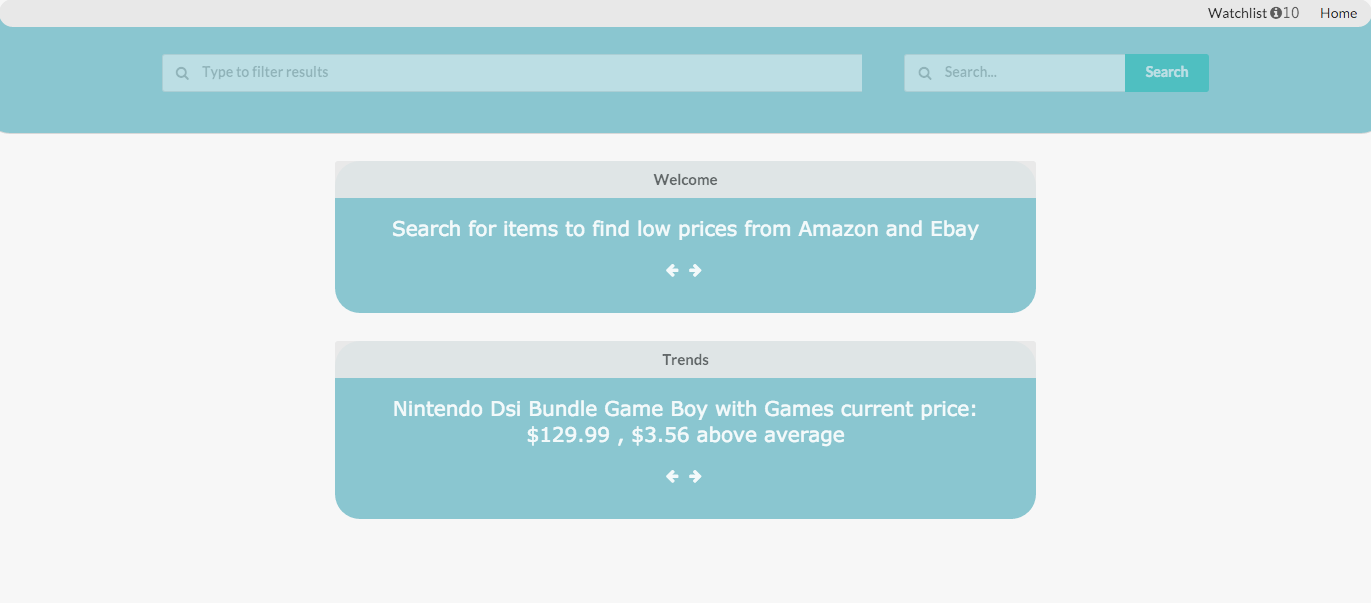 Watchlist 10 Home
Type to filter results
Search...
Search
Welcome
Search for items to find low prices from Amazon and Ebay
Trends
Nintendo Dsi Bundle Game Boy with Games current price:
$129.99 , $3.56 above average